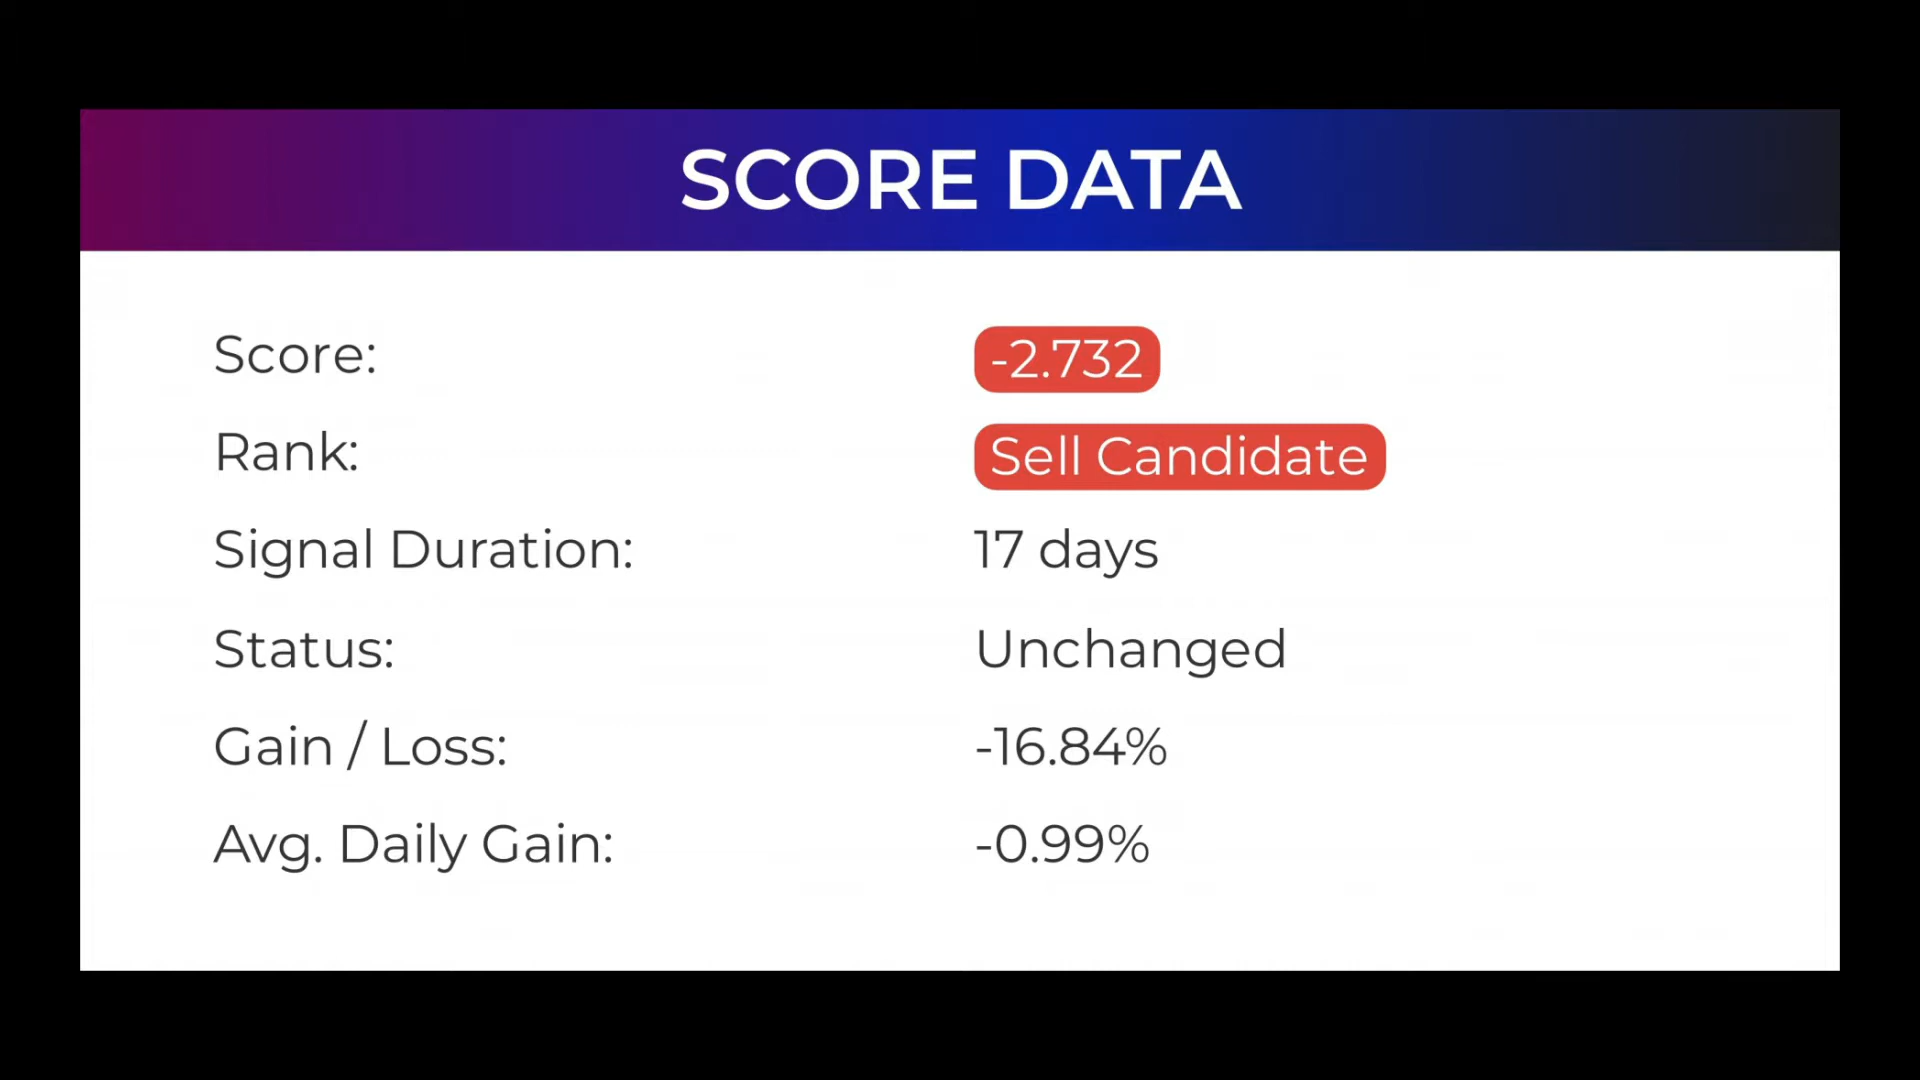 SCORE DATA
Score: -2.732
Rank: Sell Candidate
Signal Duration: 17 days
Status: Unchanged
Gain / Loss: -16.84%
Avg. Daily Gain: -0.99%